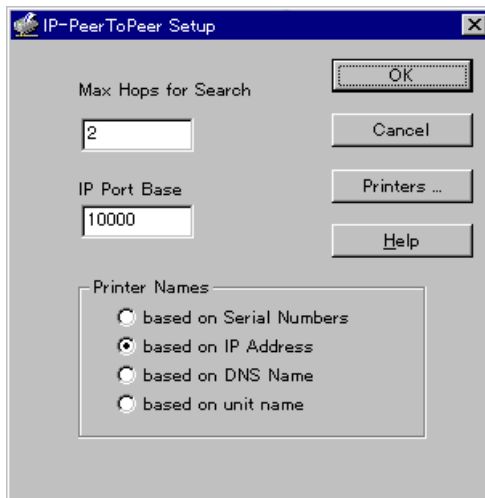 IP-PeerToPeer Setup
Max Hops for Search
2
IP Port Base
10000
OK
Cancel
Printers ...
Help
Printer Names
based on Serial Numbers
based on IP Address
based on DNS Name
based on unit name